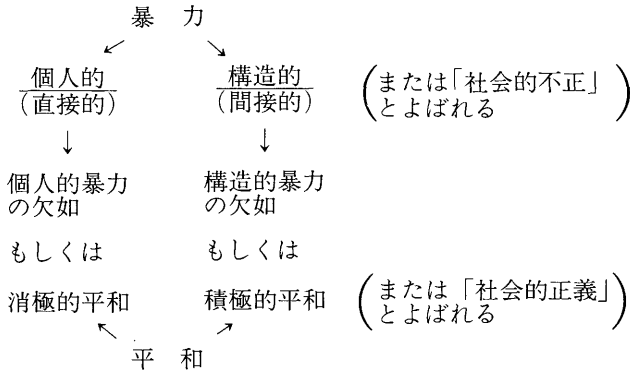 暴 力
個人的
(直接的)
構造的
(間接的)
(または「社会的不正」
とよばれる)
個人的暴力
の欠如
構造的暴力
の欠如
もしくは
もしくは
消極的平和
積極的平和
(または「社会的正義」
とよばれる)
平 和